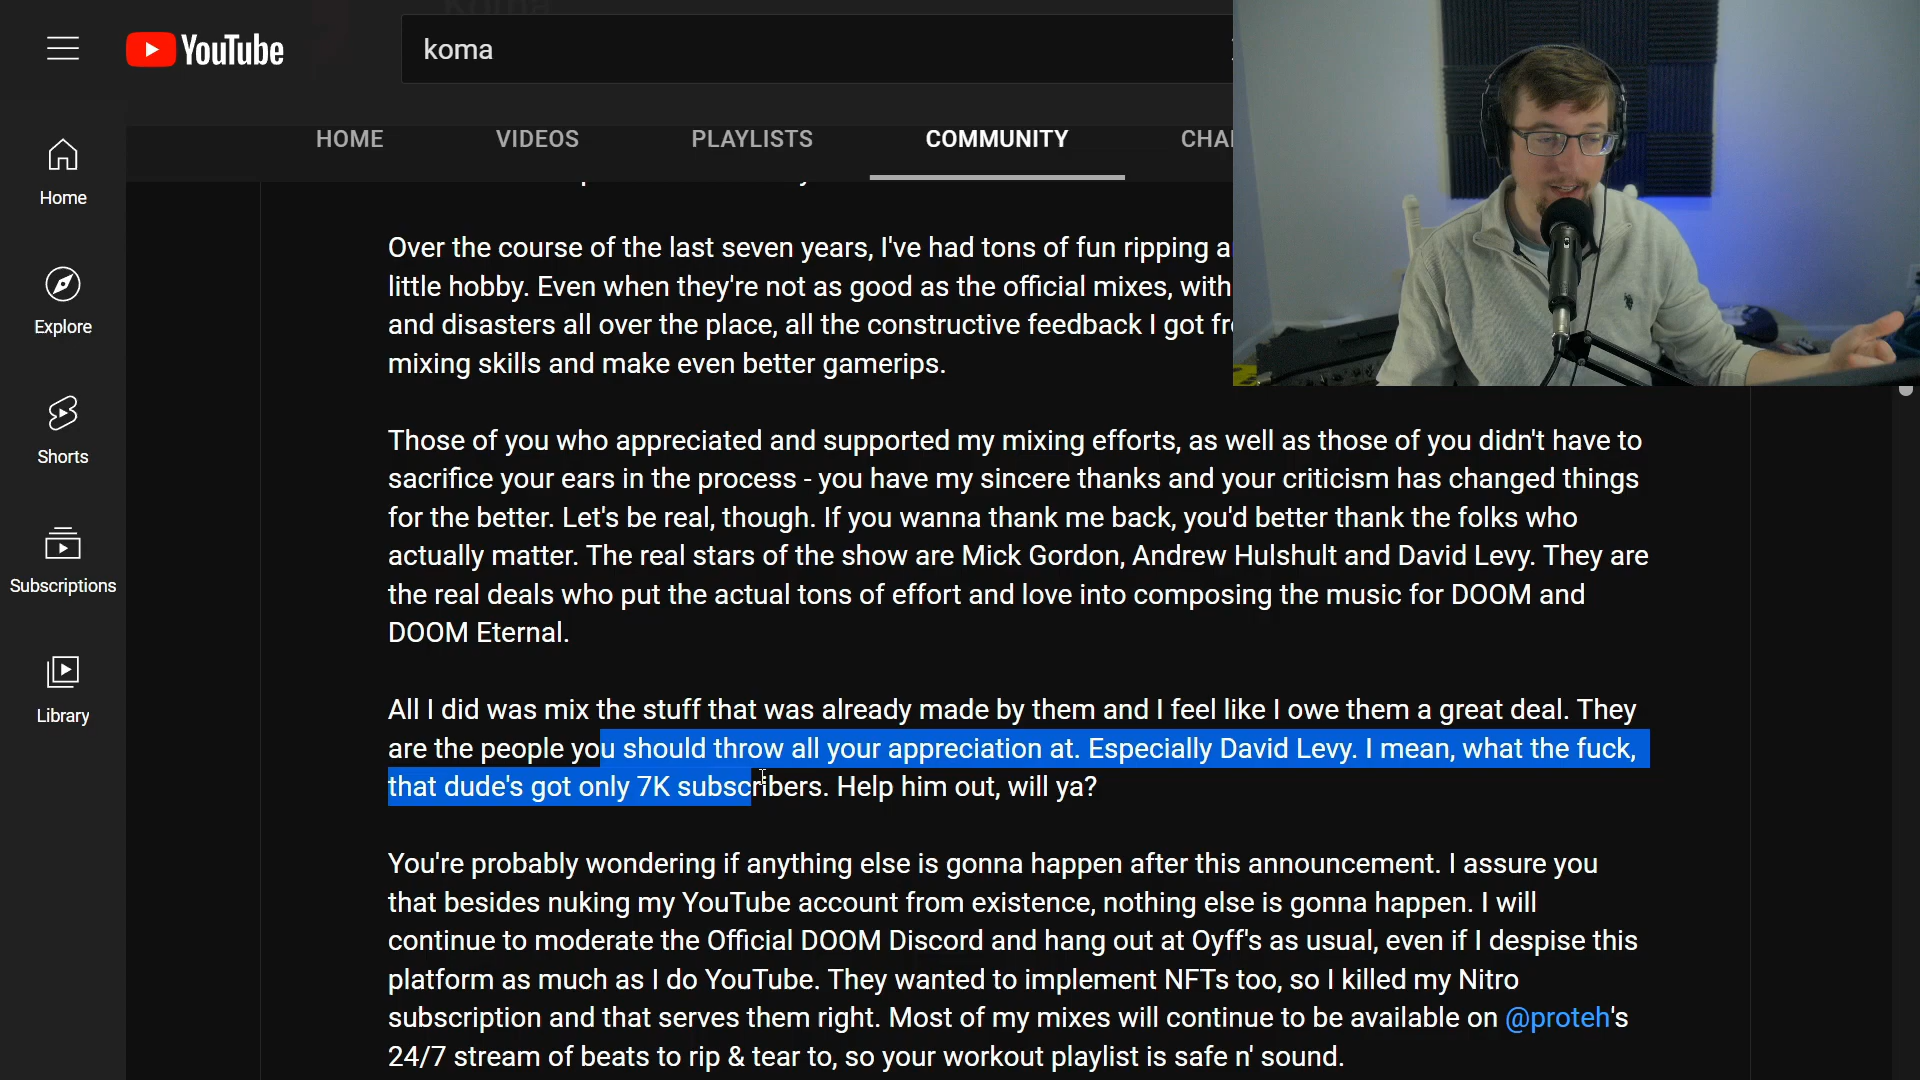 YouTube
koma
HOME VIDEOS PLAYLISTS COMMUNITY
Home
Explore
Shorts
Subscriptions
Library
Over the course of the last seven years, I've had tons of fun ripping
little hobby. Even when they're not as good as the official mixes, with
and disasters all over the place, all the constructive feedback I got
mixing skills and make even better gamerips.
Those of you who appreciated and supported my mixing efforts, as well as those of you didn't have to
sacrifice your ears in the process - you have my sincere thanks and your criticism has changed things
for the better. Let's be real, though. If you wanna thank me back, you'd better thank the folks who
actually matter. The real stars of the show are Mick Gordon, Andrew Hulshult and David Levy. They are
the real deals who put the actual tons of effort and love into composing the music for DOOM and
DOOM Eternal.
All I did was mix the stuff that was already made by them and I feel like I owe them a great deal. They
are the people you should throw all your appreciation at. Especially David Levy. I mean, what the fuck,
that dude's got only 7K subscribers. Help him out, will ya?
You're probably wondering if anything else is gonna happen after this announcement. I assure you
that besides nuking my YouTube account from existence, nothing else is gonna happen. I will
continue to moderate the Official DOOM Discord and hang out at Oyff's as usual, even if I despise this
platform as much as I do YouTube. They wanted to implement NFTs too, so I killed my Nitro
subscription and that serves them right. Most of my mixes will continue to be available on @proteh's
24/7 stream of beats to rip & tear to, so your workout playlist is safe n' sound.